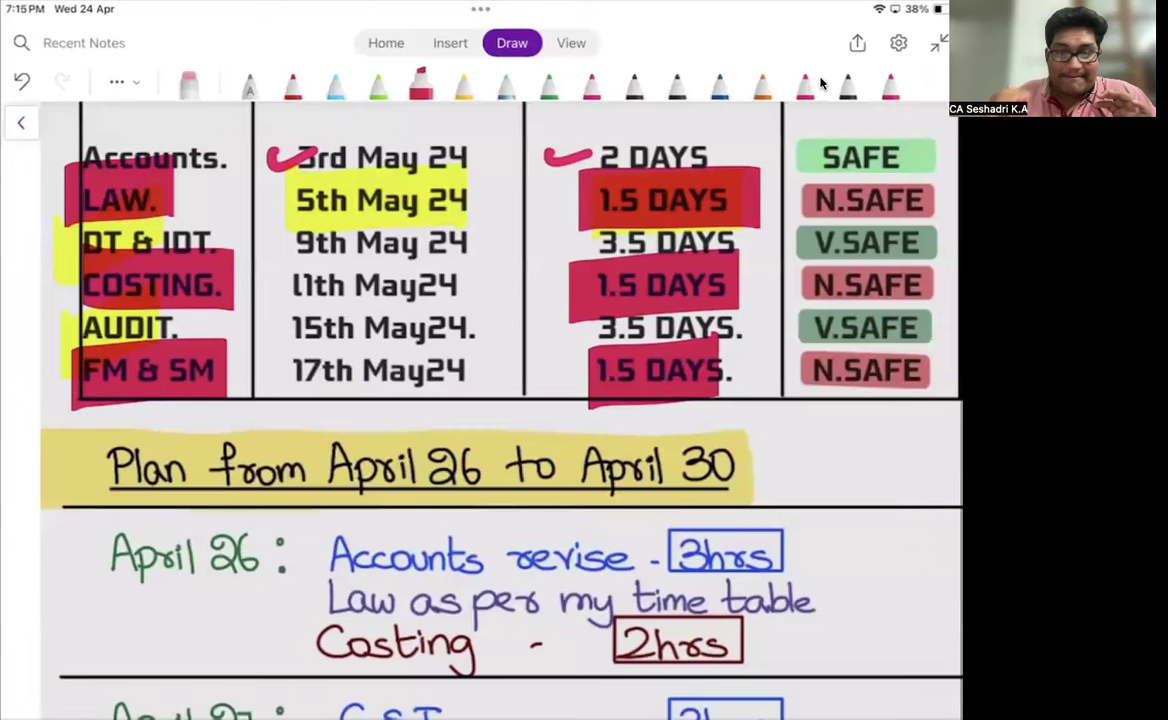 7:15 PM Wed 24 Apr
38%
Recent Notes
Home Insert Draw View
A
CA Seshadri K.A
Accounts. 3rd May 24 2 DAYS SAFE
LAW. 5th May 24 1.5 DAYS N.SAFE
DT & IDT. 9th May 24 3.5 DAYS V.SAFE
COSTING. 11th May24 1.5 DAYS N.SAFE
AUDIT. 15th May24. 3.5 DAYS. V.SAFE
FM & SM 17th May24 1.5 DAYS. N.SAFE
Plan from April 26 to April 30
April 26 : Accounts revise - 3hrs
Law as per my time table
Costing - 2hrs